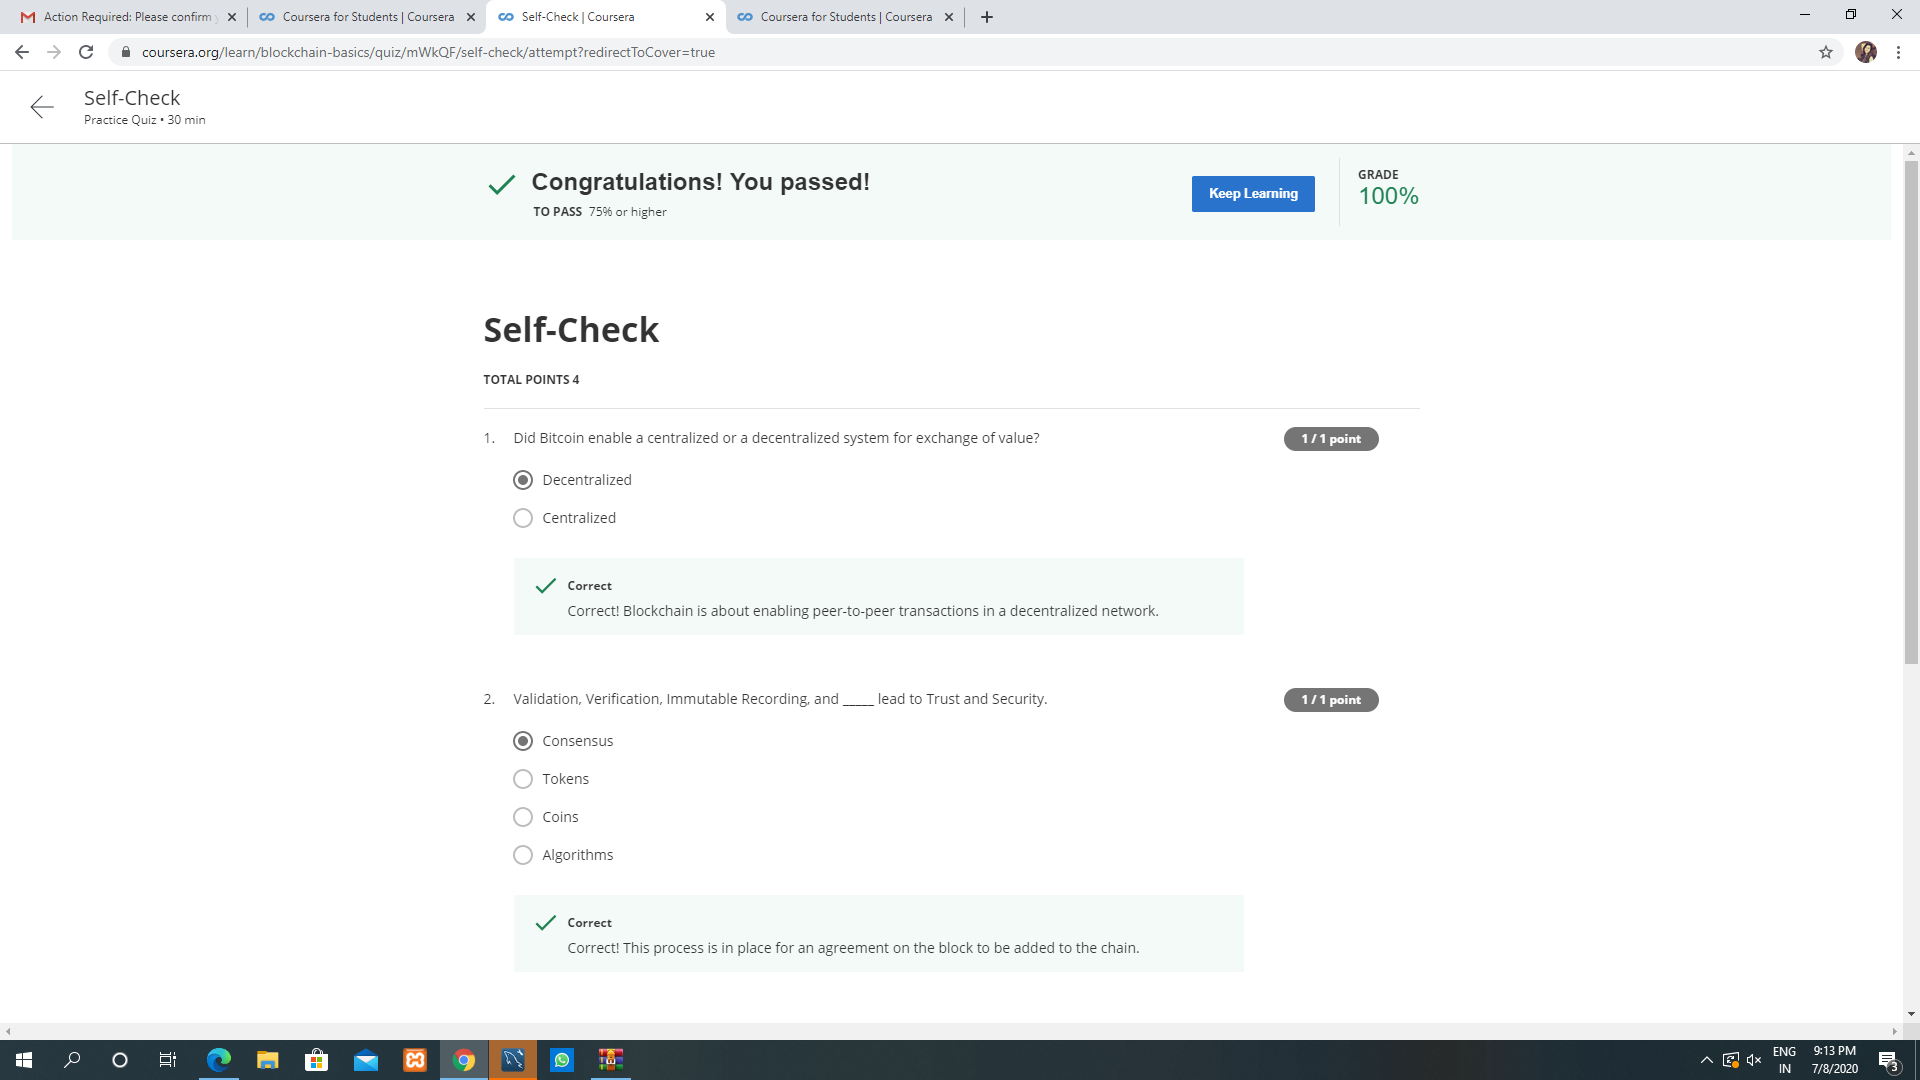 Action Required: Please confirm
Coursera for Students | Coursera
Self-Check | Coursera
Coursera for Students | Coursera
coursera.org/learn/blockchain-basics/quiz/mWkQF/self-check/attempt?redirectToCover=true
Self-Check
Practice Quiz • 30 min
Congratulations! You passed!
TO PASS 75% or higher
Keep Learning
GRADE
100%
Self-Check
TOTAL POINTS 4
1. Did Bitcoin enable a centralized or a decentralized system for exchange of value?
1 / 1 point
Decentralized
Centralized
Correct
Correct! Blockchain is about enabling peer-to-peer transactions in a decentralized network.
2. Validation, Verification, Immutable Recording, and _____ lead to Trust and Security.
1 / 1 point
Consensus
Tokens
Coins
Algorithms
Correct
Correct! This process is in place for an agreement on the block to be added to the chain.
ENG
IN
9:13 PM
7/8/2020
3